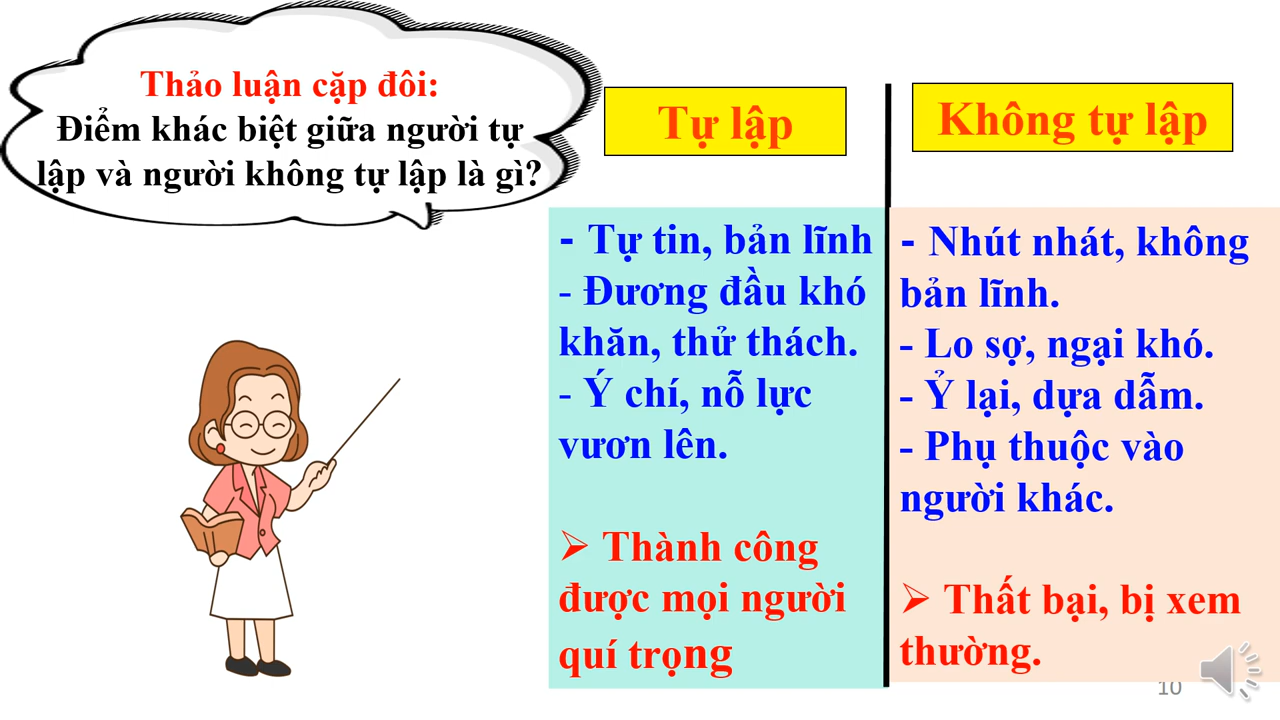 Thảo luận cặp đôi:
Điểm khác biệt giữa người tự
lập và người không tự lập là gì?
Tự lập
- Tự tin, bản lĩnh
- Đương đầu khó
khăn, thử thách.
- Ý chí, nỗ lực
vươn lên.
➢ Thành công
được mọi người
quí trọng
Không tự lập
- Nhút nhát, không
bản lĩnh.
- Lo sợ, ngại khó.
- Ỷ lại, dựa dẫm.
- Phụ thuộc vào
người khác.
➢ Thất bại, bị xem
thường.
10